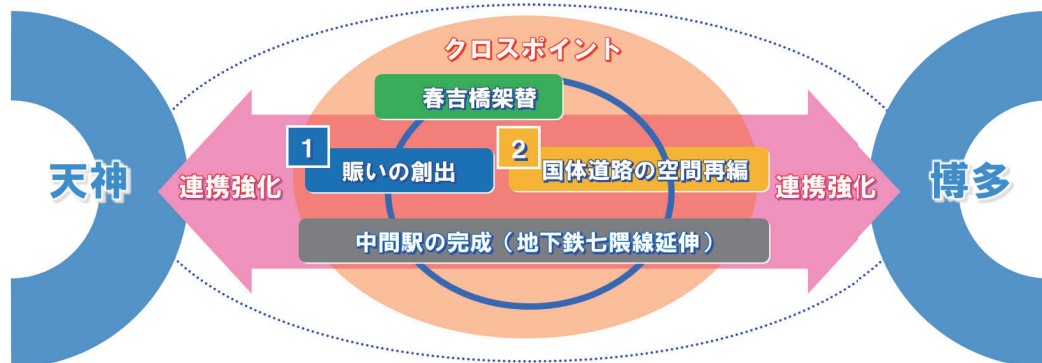 クロスポイント
春吉橋架替
1
賑いの創出
2
国体道路の空間再編
天神
連携強化
連携強化
博多
中間駅の完成（地下鉄七隈線延伸）